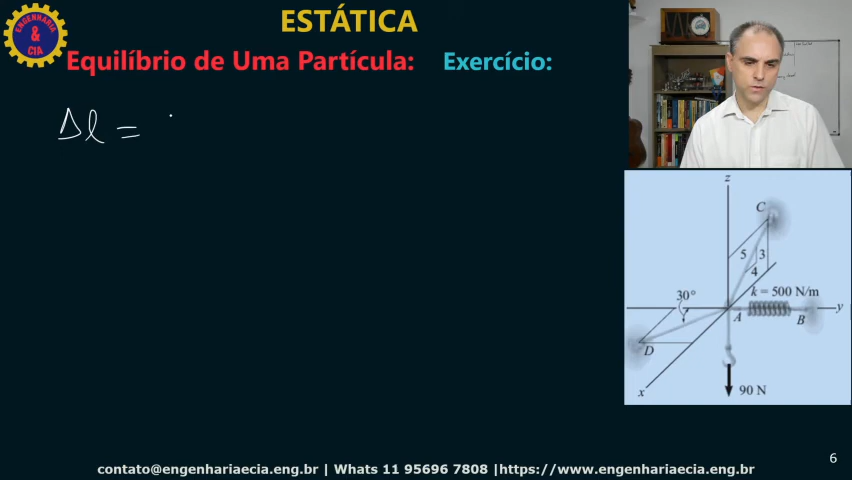 ENGENHARIA
&
CIA
ESTÁTICA
Equilíbrio de Uma Partícula: Exercício:
Δl =
z
C
5
3
4
k = 500 N/m
30°
A
B
y
D
x
90 N
6
contato@engenhariaecia.eng.br | Whats 11 95696 7808 |https://www.engenhariaecia.eng.br